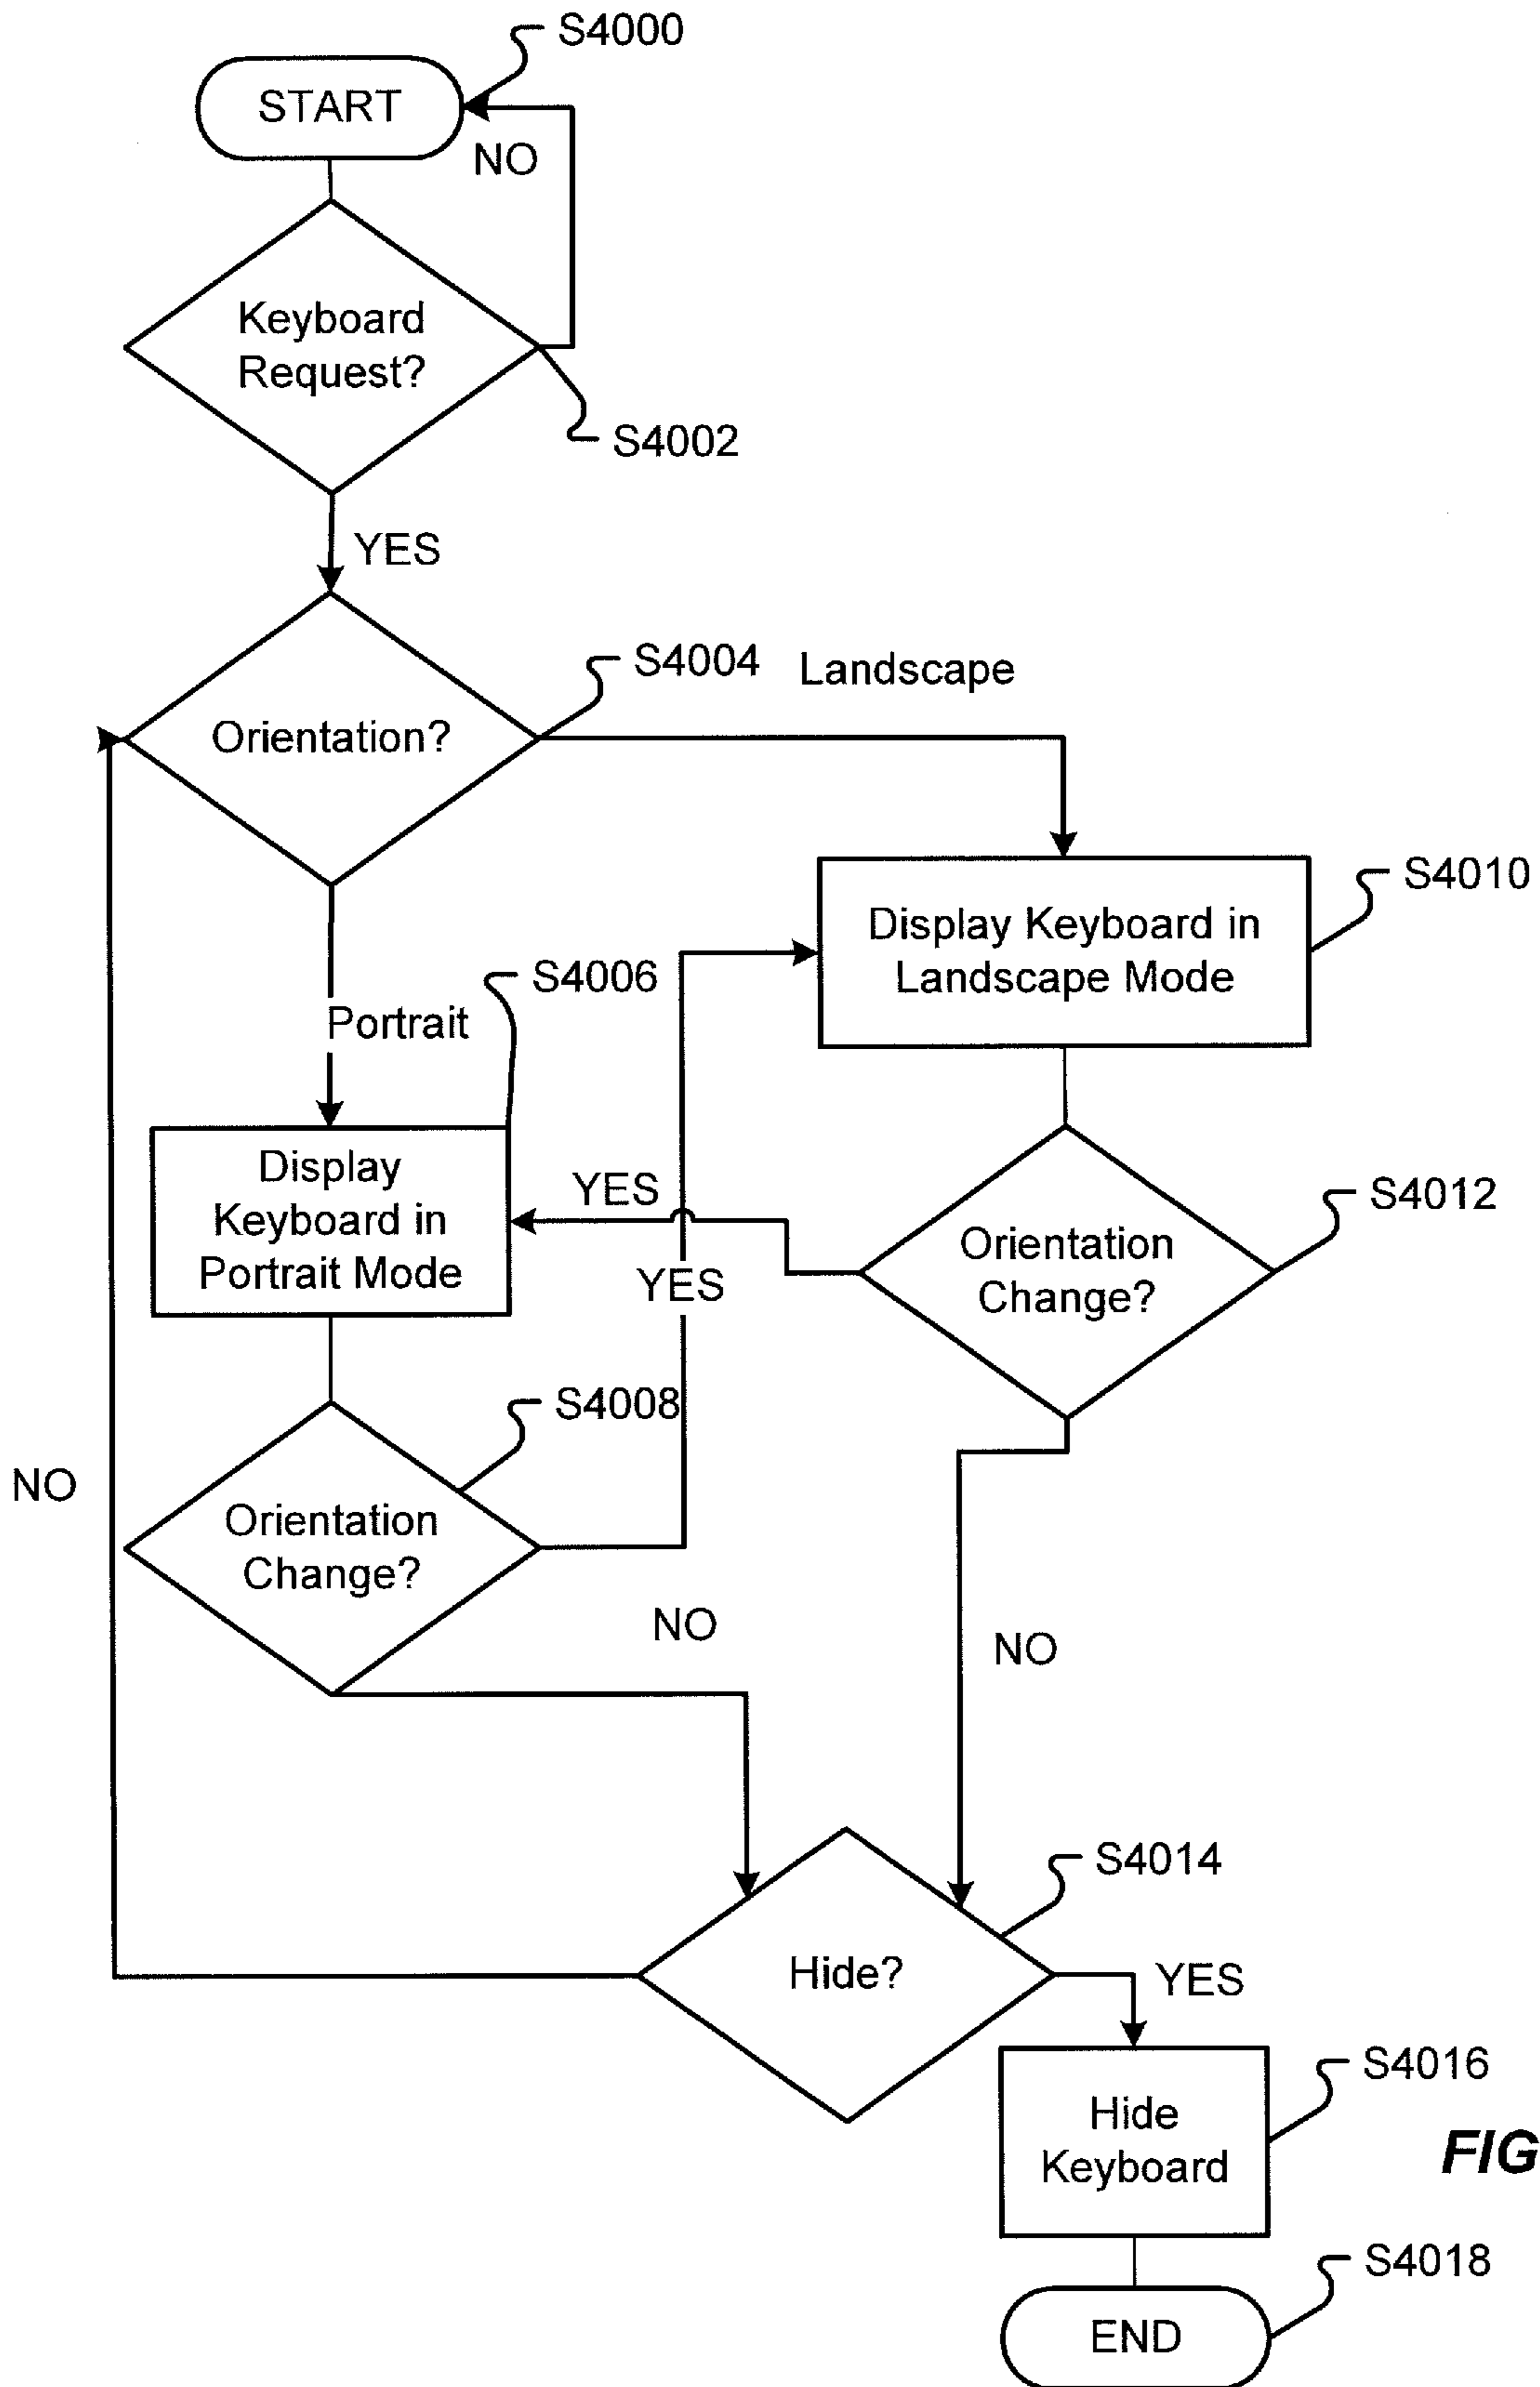 S4000
START
NO
Keyboard
Request?
S4002
YES
S4004
Landscape
Orientation?
S4010
Display Keyboard in
Landscape Mode
S4006
Portrait
Display
Keyboard in
Portrait Mode
YES
S4012
Orientation
Change?
YES
S4008
NO
Orientation
Change?
NO
NO
S4014
Hide?
YES
S4016
Hide
Keyboard
FIG
S4018
END